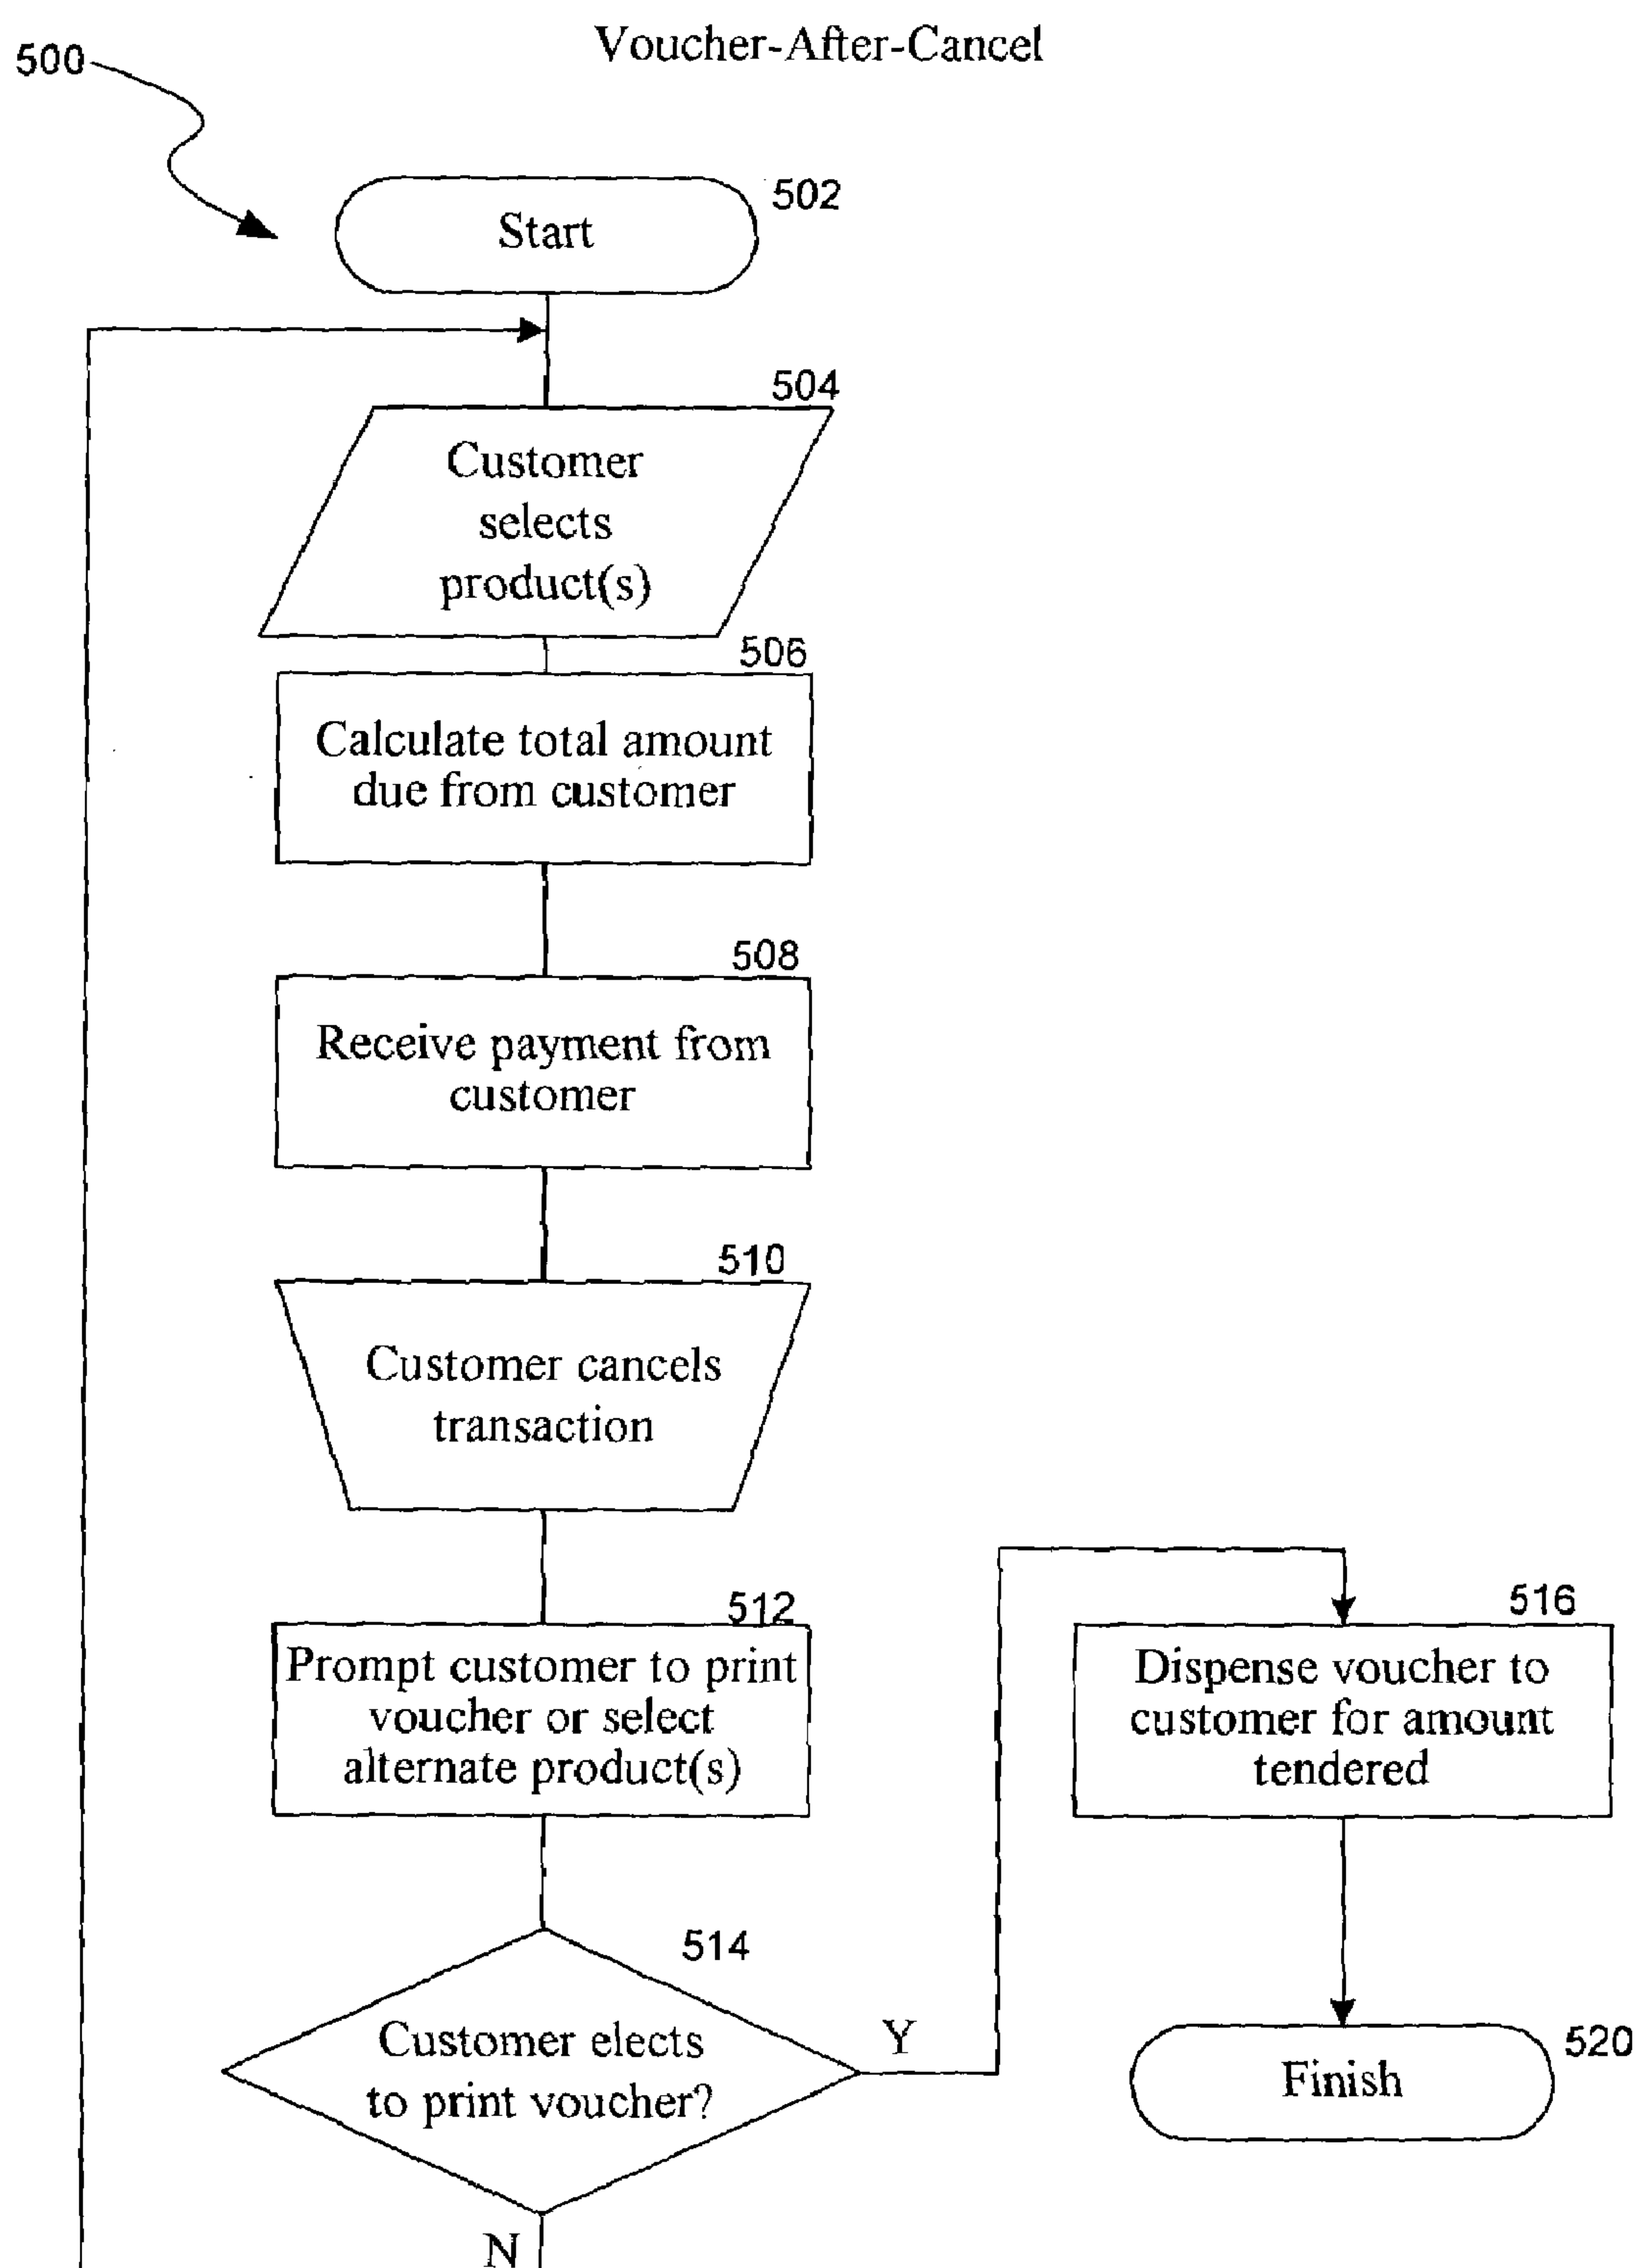 Voucher-After-Cancel
500
502
Start
504
Customer
selects
product(s)
506
Calculate total amount
due from customer
508
Receive payment from
customer
510
Customer cancels
transaction
512
Prompt customer to print
voucher or select
alternate product(s)
514
Customer elects
to print voucher?
Y
N
516
Dispense voucher to
customer for amount
tendered
520
Finish